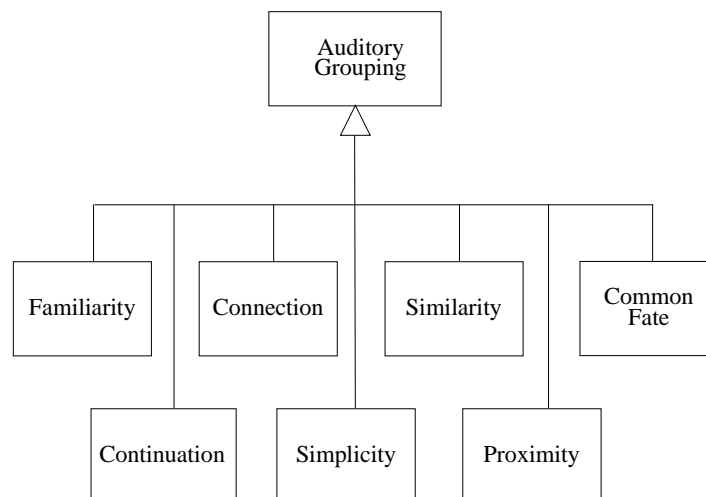 Auditory
Grouping
Familiarity
Connection
Similarity
Common
Fate
Continuation
Simplicity
Proximity